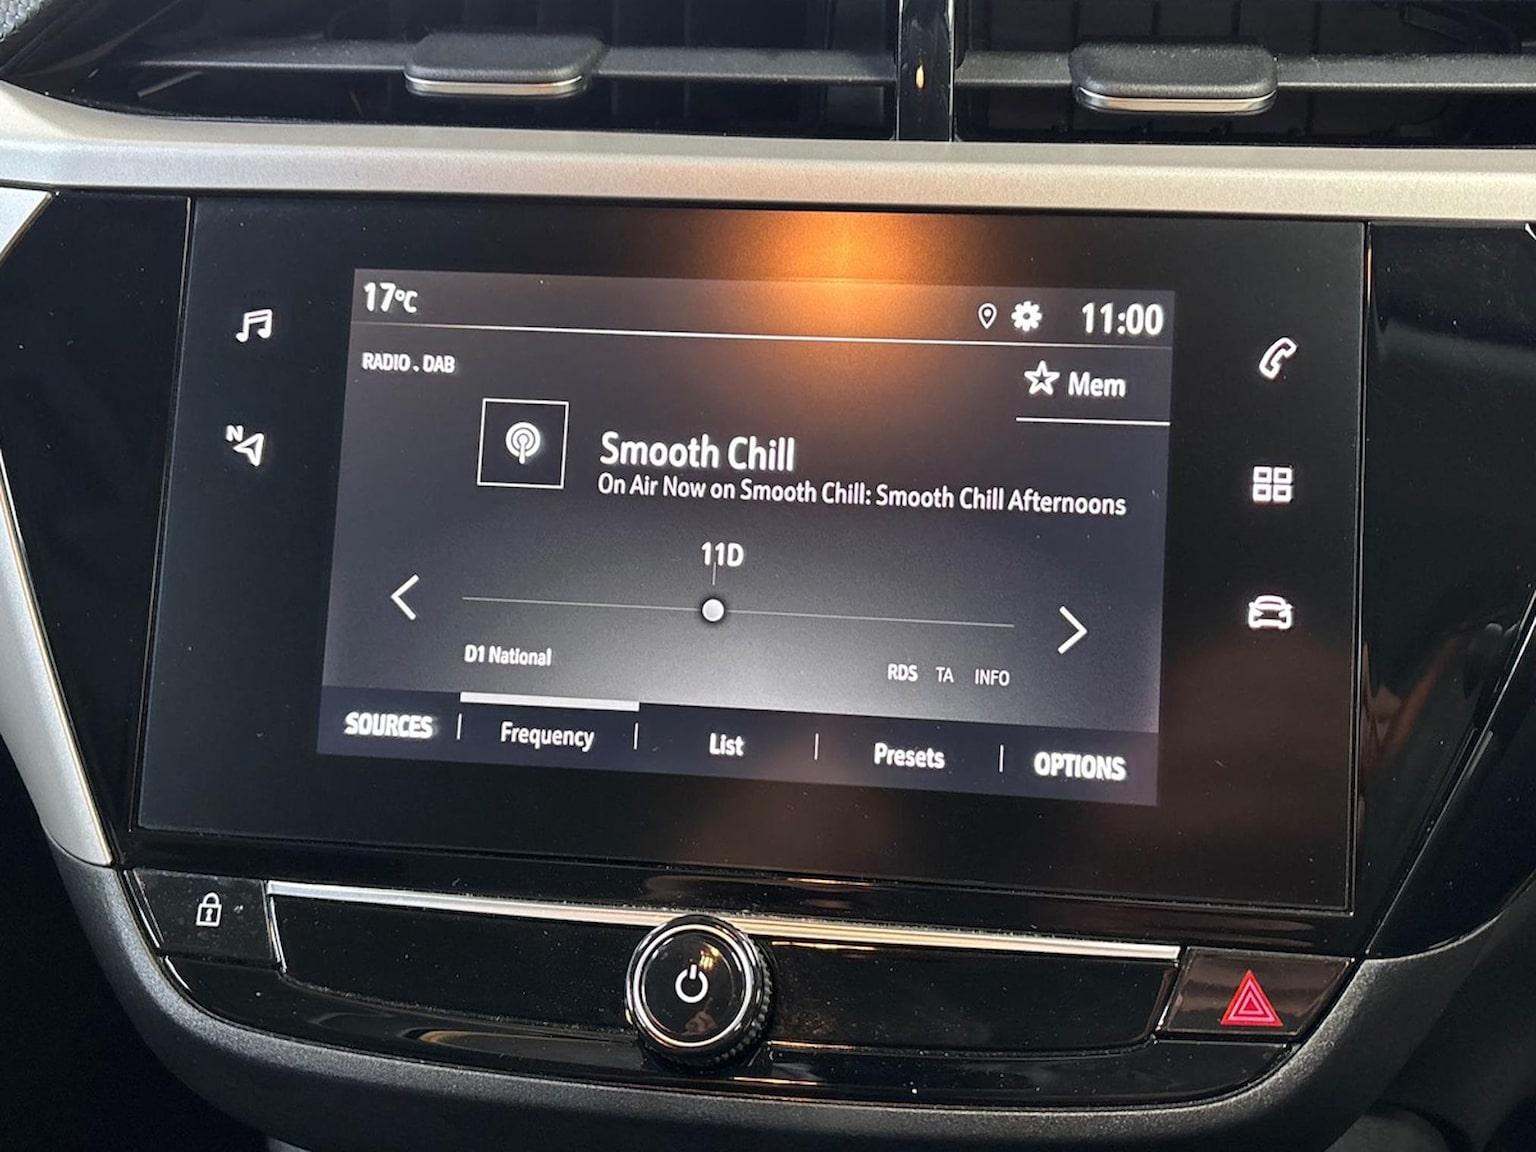 17°C
11:00
RADIO . DAB
Mem
Smooth Chill
On Air Now on Smooth Chill: Smooth Chill Afternoons
11D
N
D1 National
RDS TA INFO
SOURCES | Frequency | List | Presets | OPTIONS